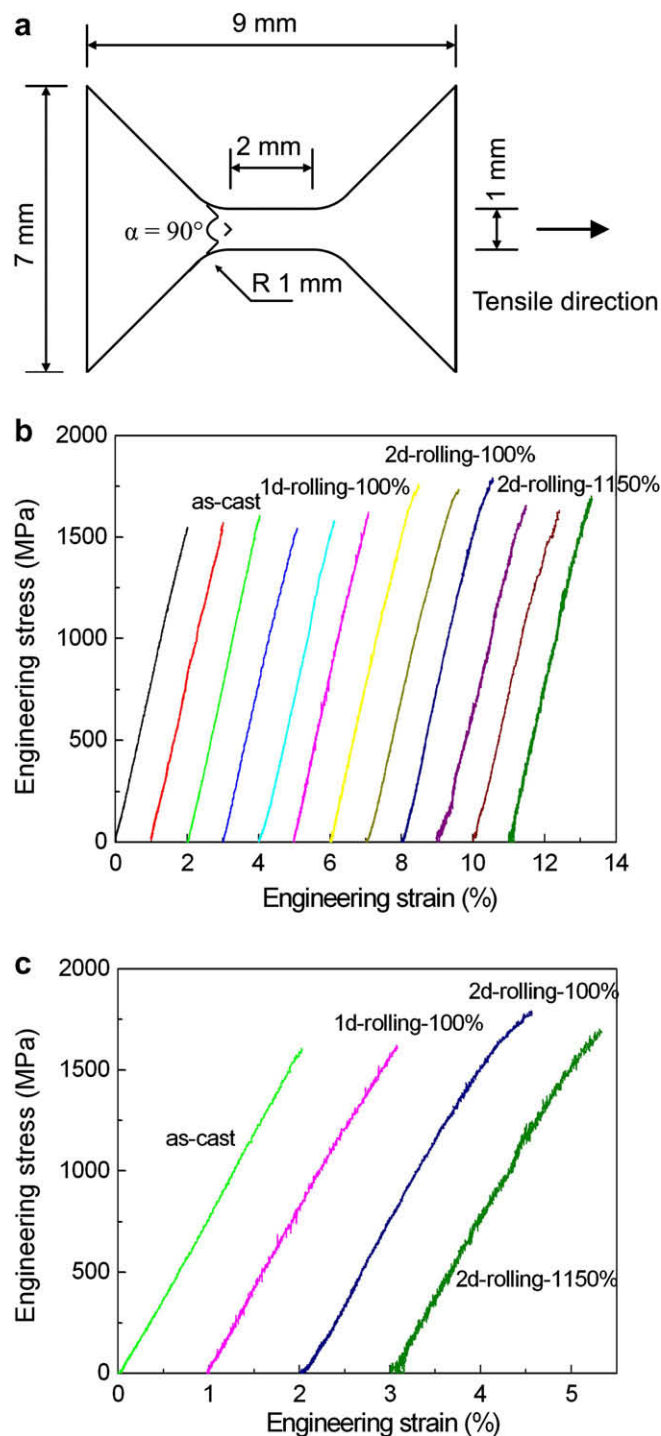 a
9 mm
2 mm
7 mm
1 mm
α = 90°
R 1 mm
Tensile direction
b
2000
1500
1000
500
0
Engineering stress (MPa)
as-cast
1d-rolling-100%
2d-rolling-100%
2d-rolling-1150%
0 2 4 6 8 10 12 14
Engineering strain (%)
c
2000
1500
1000
500
0
Engineering stress (MPa)
as-cast
1d-rolling-100%
2d-rolling-100%
2d-rolling-1150%
0 1 2 3 4 5
Engineering strain (%)